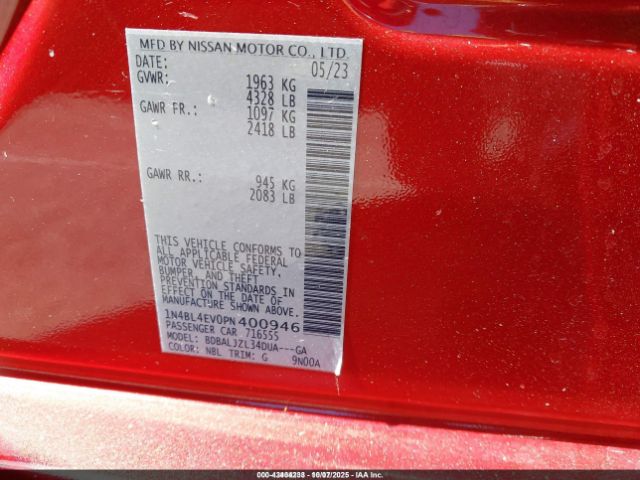 MFD BY NISSAN MOTOR CO., LTD.
DATE: 05/23
GVWR: 1963 KG
4328 LB
GAWR FR.: 1097 KG
2418 LB
GAWR RR.: 945 KG
2083 LB
THIS VEHICLE CONFORMS TO
ALL APPLICABLE FEDERAL
MOTOR VEHICLE SAFETY,
BUMPER, AND THEFT
PREVENTION STANDARDS IN
EFFECT ON THE DATE OF
MANUFACTURE SHOWN ABOVE.
1N4BL4EV0PN400946
PASSENGER CAR 716555
MODEL: BDBALJZL34DUA---GA
COLOR: NBL TRIM: G 9N00A
10/07/2025